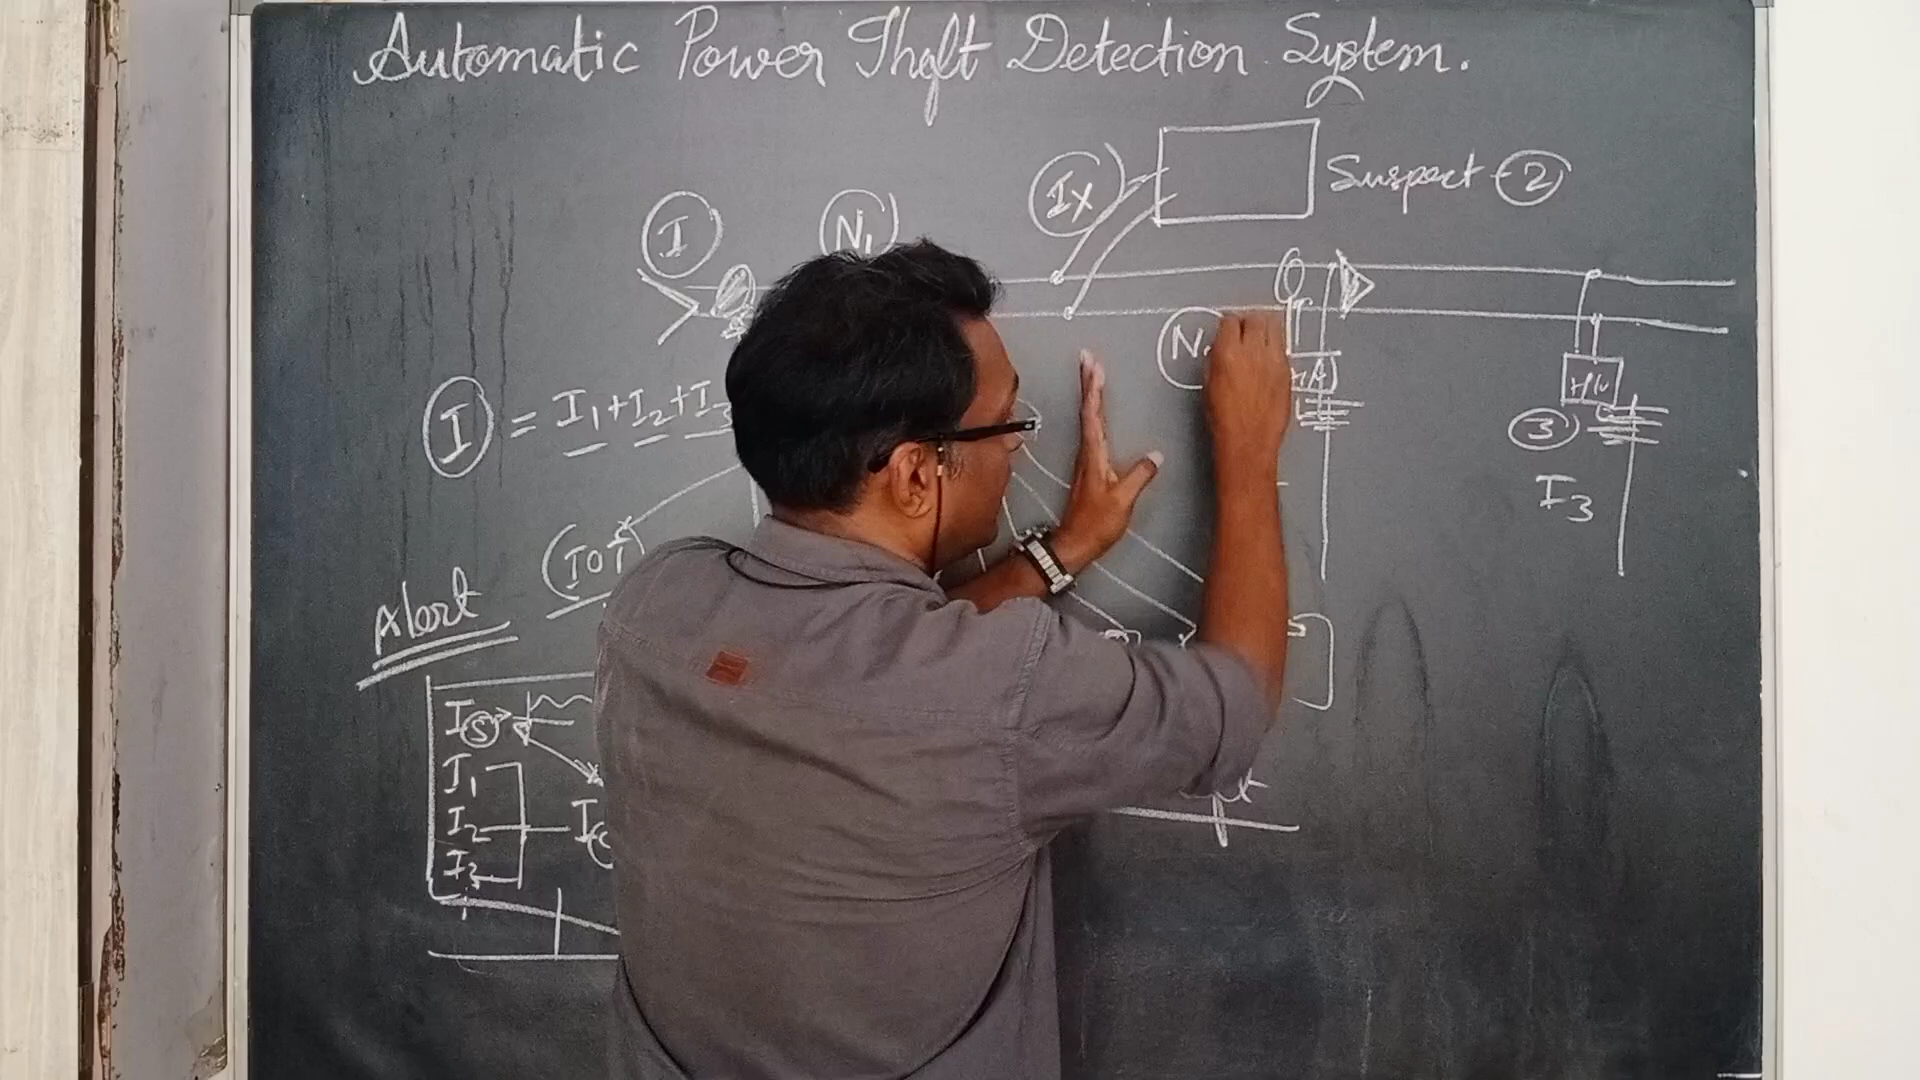 Automatic Power Theft Detection System.
Suspect - 2
IX
I
N1
I = I1 + I2 + I3
3
I3
IOT
Alert
IS
I1
I2
I3